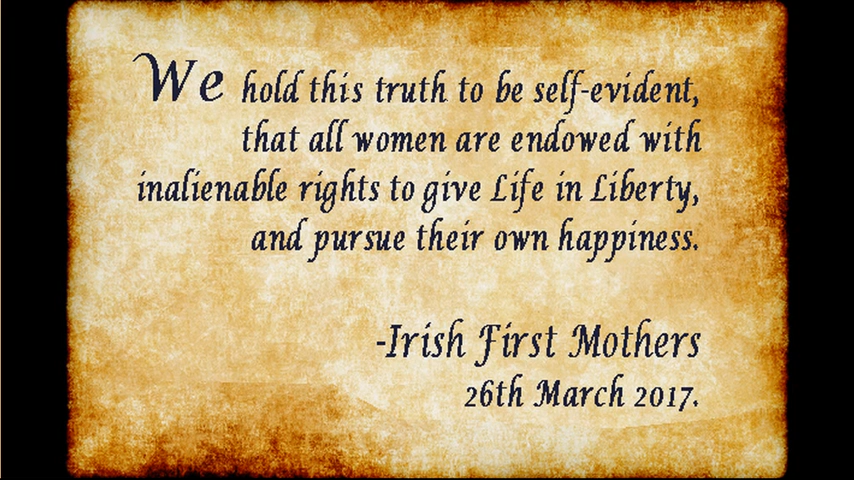 We hold this truth to be self-evident,
that all women are endowed with
inalienable rights to give Life in Liberty,
and pursue their own happiness.
-Irish First Mothers
26th March 2017.